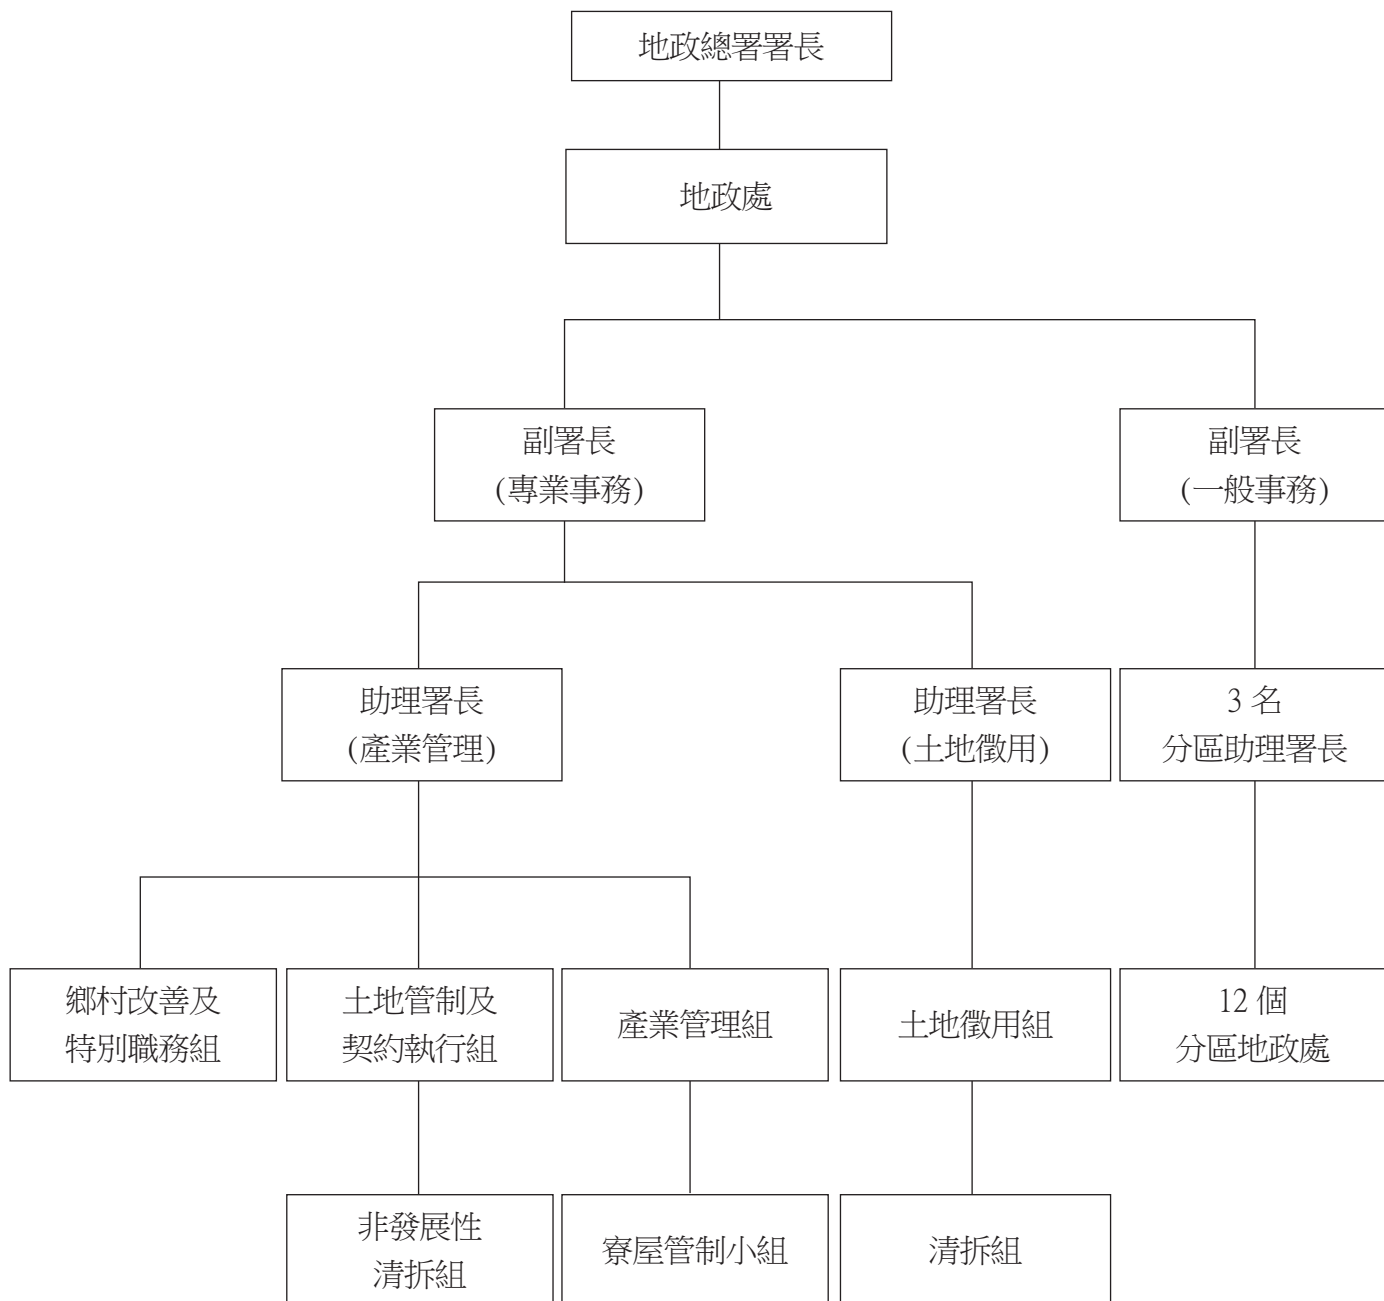 地政總署署長
地政處
副署長
(專業事務)
副署長
(一般事務)
助理署長
(產業管理)
助理署長
(土地徵用)
3 名
分區助理署長
鄉村改善及
特別職務組
土地管制及
契約執行組
產業管理組
土地徵用組
12 個
分區地政處
非發展性
清拆組
寮屋管制小組
清拆組